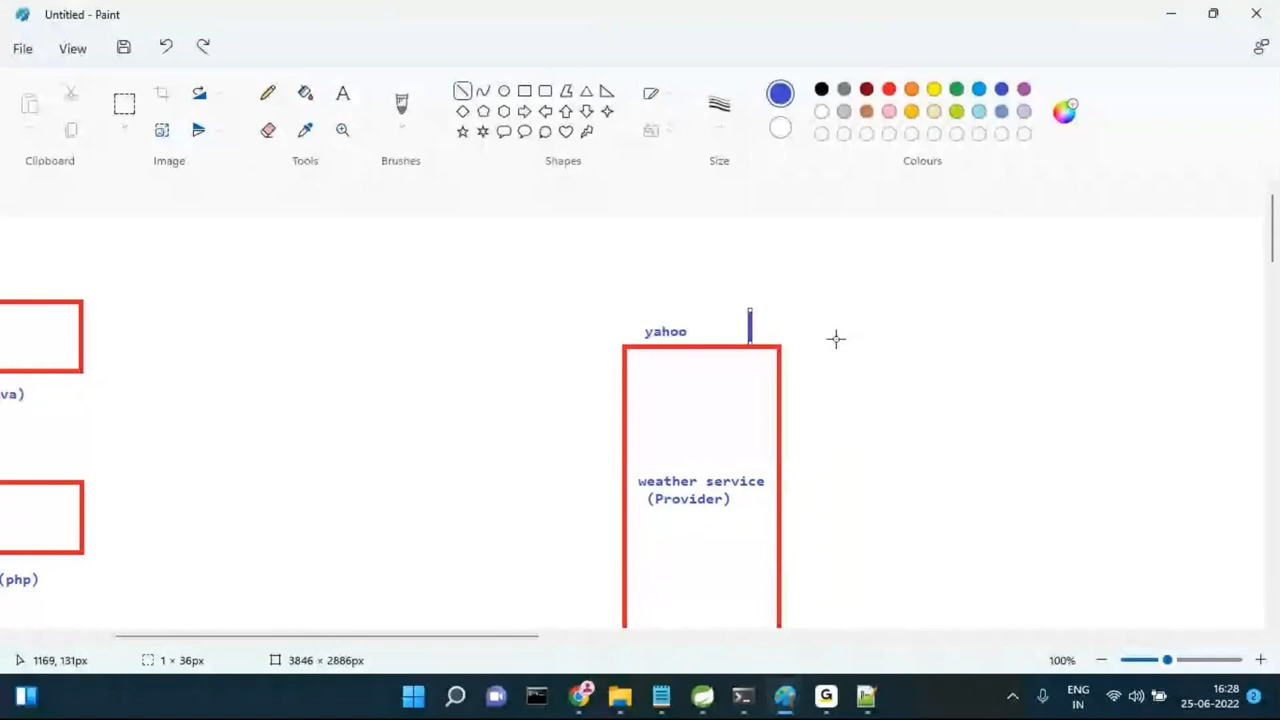 Untitled - Paint
File
View
Clipboard
Image
Tools
Brushes
Shapes
Size
Colours
yahoo
va)
weather service
(Provider)
(php)
1169, 131px
1 × 36px
3846 × 2886px
100%
ENG
IN
16:28
25-06-2022
2